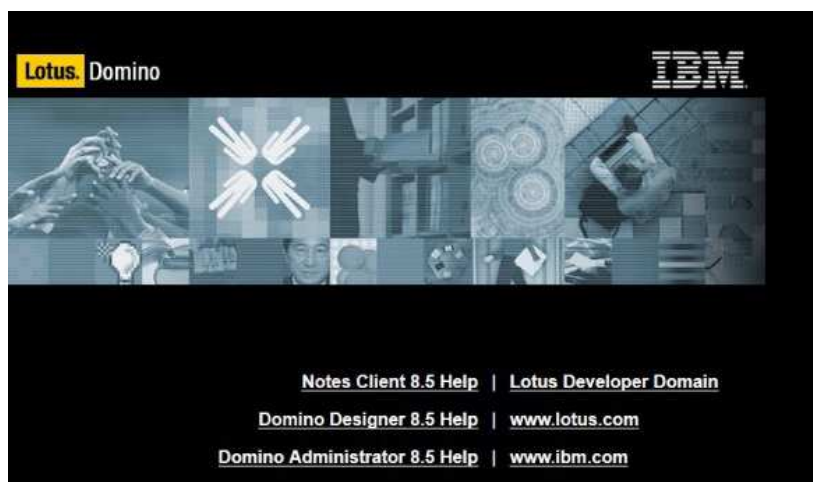 Lotus. Domino
IBM
Notes Client 8.5 Help | Lotus Developer Domain
Domino Designer 8.5 Help | www.lotus.com
Domino Administrator 8.5 Help | www.ibm.com